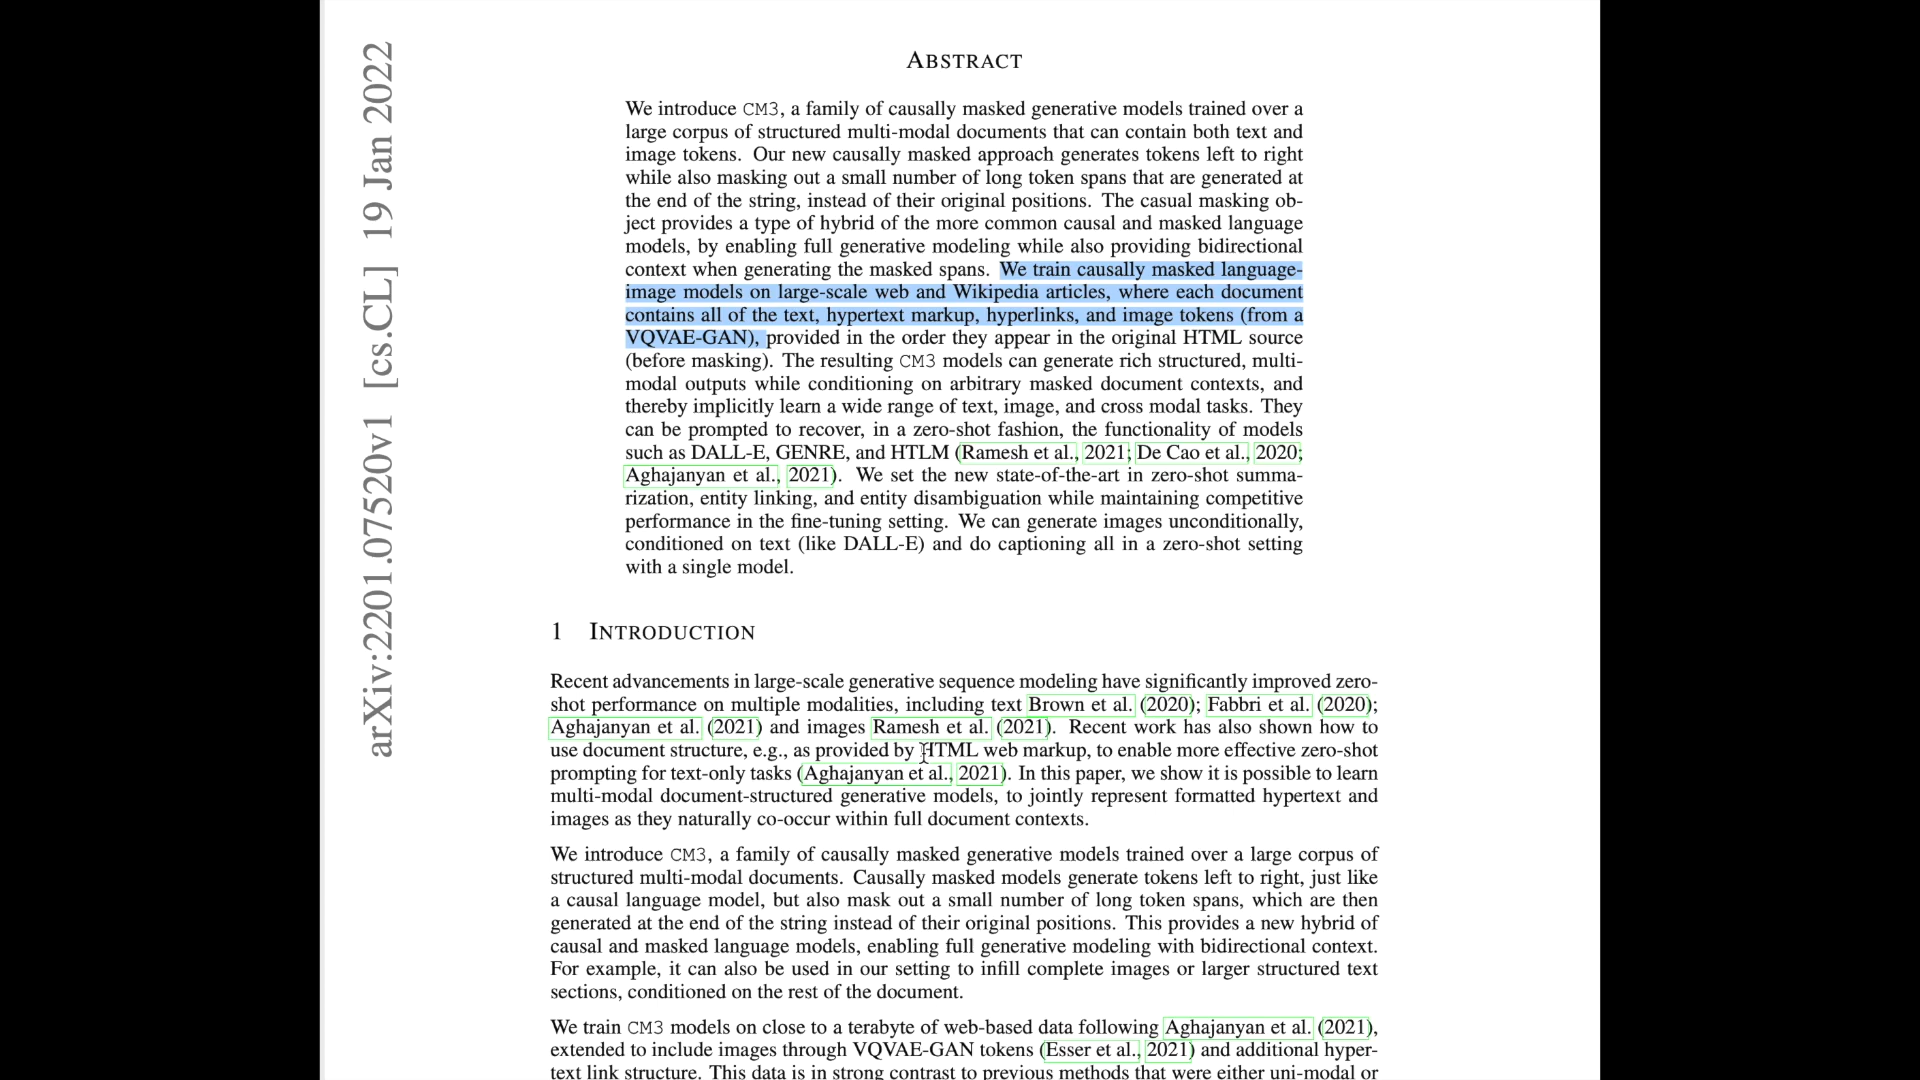 arXiv:2201.07520v1 [cs.CL] 19 Jan 2022
ABSTRACT
We introduce CM3, a family of causally masked generative models trained over a
large corpus of structured multi-modal documents that can contain both text and
image tokens. Our new causally masked approach generates tokens left to right
while also masking out a small number of long token spans that are generated at
the end of the string, instead of their original positions. The casual masking ob-
ject provides a type of hybrid of the more common causal and masked language
models, by enabling full generative modeling while also providing bidirectional
context when generating the masked spans. We train causally masked language-
image models on large-scale web and Wikipedia articles, where each document
contains all of the text, hypertext markup, hyperlinks, and image tokens (from a
VQVAE-GAN), provided in the order they appear in the original HTML source
(before masking). The resulting CM3 models can generate rich structured, multi-
modal outputs while conditioning on arbitrary masked document contexts, and
thereby implicitly learn a wide range of text, image, and cross modal tasks. They
can be prompted to recover, in a zero-shot fashion, the functionality of models
such as DALL-E, GENRE, and HTLM (Ramesh et al., 2021; De Cao et al., 2020;
Aghajanyan et al., 2021). We set the new state-of-the-art in zero-shot summa-
rization, entity linking, and entity disambiguation while maintaining competitive
performance in the fine-tuning setting. We can generate images unconditionally,
conditioned on text (like DALL-E) and do captioning all in a zero-shot setting
with a single model.
1 INTRODUCTION
Recent advancements in large-scale generative sequence modeling have significantly improved zero-
shot performance on multiple modalities, including text Brown et al. (2020); Fabbri et al. (2020);
Aghajanyan et al. (2021) and images Ramesh et al. (2021). Recent work has also shown how to
use document structure, e.g., as provided by HTML web markup, to enable more effective zero-shot
prompting for text-only tasks (Aghajanyan et al., 2021). In this paper, we show it is possible to learn
multi-modal document-structured generative models, to jointly represent formatted hypertext and
images as they naturally co-occur within full document contexts.
We introduce CM3, a family of causally masked generative models trained over a large corpus of
structured multi-modal documents. Causally masked models generate tokens left to right, just like
a causal language model, but also mask out a small number of long token spans, which are then
generated at the end of the string instead of their original positions. This provides a new hybrid of
causal and masked language models, enabling full generative modeling with bidirectional context.
For example, it can also be used in our setting to infill complete images or larger structured text
sections, conditioned on the rest of the document.
We train CM3 models on close to a terabyte of web-based data following Aghajanyan et al. (2021),
extended to include images through VQVAE-GAN tokens (Esser et al., 2021) and additional hyper-
text link structure. This data is in strong contrast to previous methods that were either uni-modal or